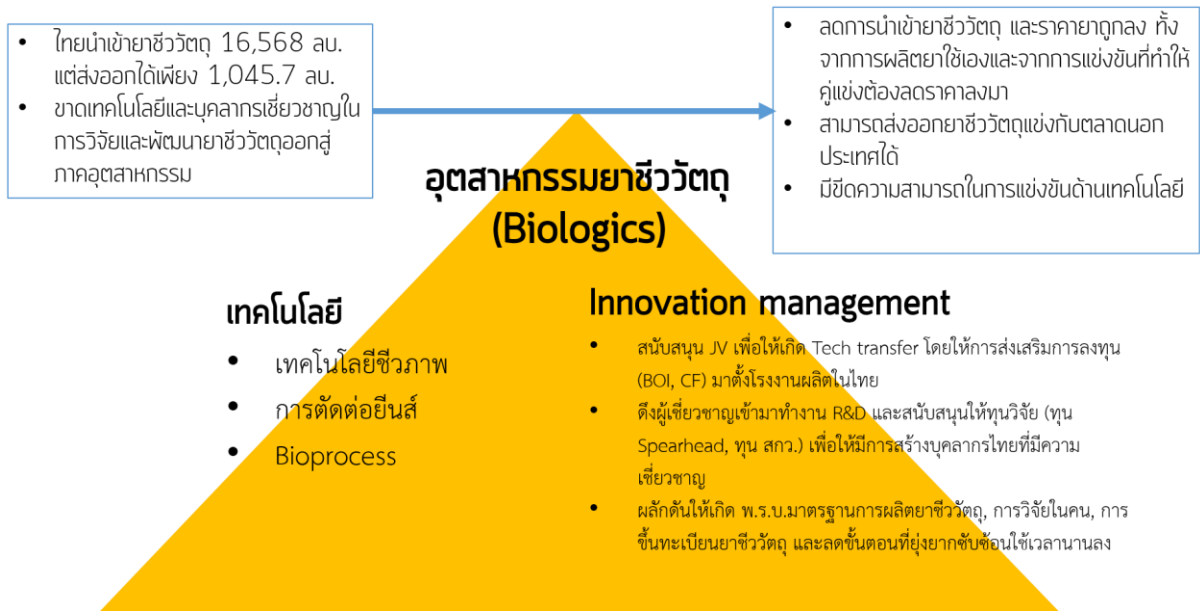 • ไทยนำเข้ายาชีววัตถุ 16,568 ลบ.
แต่ส่งออกได้เพียง 1,045.7 ลบ.
• ขาดเทคโนโลยีและบุคลากรเชี่ยวชาญใน
การวิจัยและพัฒนายาชีววัตถุออกสู่
ภาคอุตสาหกรรม
• ลดการนำเข้ายาชีววัตถุ และราคายาถูกลง ทั้ง
จากการผลิตยาใช้เองและจากการแข่งขันที่ทำให้
คู่แข่งต้องลดราคาลงมา
• สามารถส่งออกยาชีววัตถุแข่งกับตลาดนอก
ประเทศได้
• มีขีดความสามารถในการแข่งขันด้านเทคโนโลยี
อุตสาหกรรมยาชีววัตถุ
(Biologics)
เทคโนโลยี
• เทคโนโลยีชีวภาพ
• การตัดต่อยีนส์
• Bioprocess
Innovation management
• สนับสนุน JV เพื่อให้เกิด Tech transfer โดยให้การส่งเสริมการลงทุน
(BOI, CF) มาตั้งโรงงานผลิตในไทย
• ดึงผู้เชี่ยวชาญเข้ามาทำงาน R&D และสนับสนุนให้ทุนวิจัย (ทุน
Spearhead, ทุน สกว.) เพื่อให้มีการสร้างบุคลากรไทยที่มีความ
เชี่ยวชาญ
• ผลักดันให้เกิด พ.ร.บ.มาตรฐานการผลิตยาชีววัตถุ, การวิจัยในคน, การ
ขึ้นทะเบียนยาชีววัตถุ และลดขั้นตอนที่ยุ่งยากซับซ้อนใช้เวลานานลง